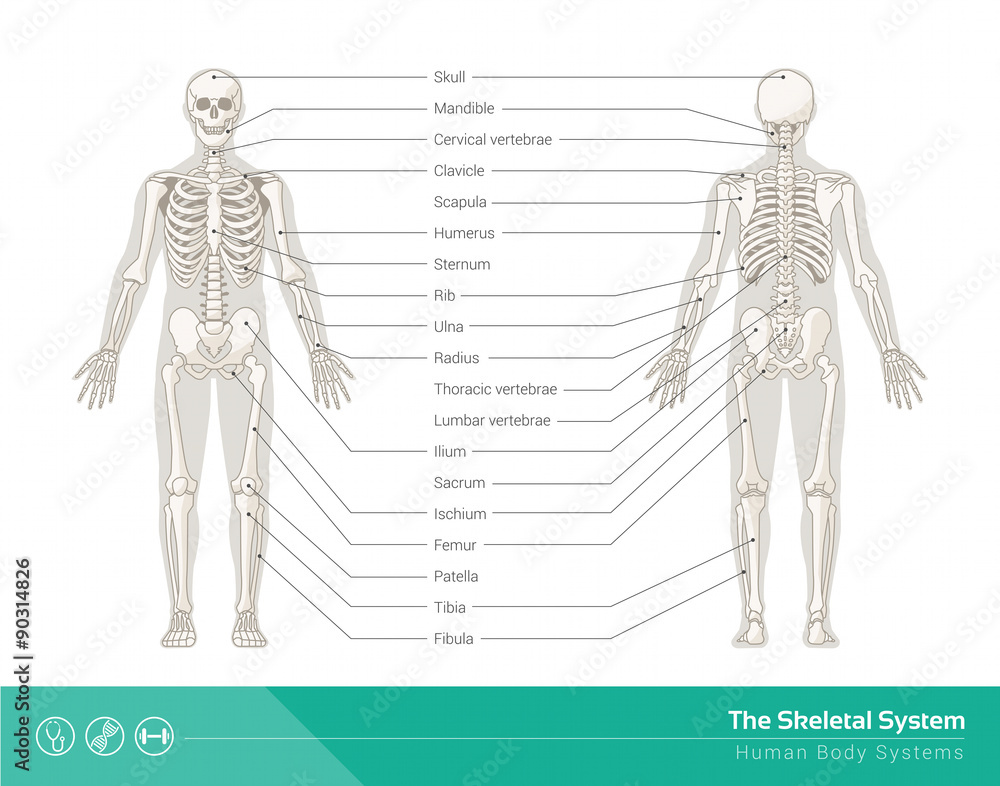 Skull
Mandible
Cervical vertebrae
Clavicle
Scapula
Humerus
Sternum
Rib
Ulna
Radius
Thoracic vertebrae
Lumbar vertebrae
Ilium
Sacrum
Ischium
Femur
Patella
Tibia
Fibula
The Skeletal System
Human Body Systems
Adobe Stock | #90314826